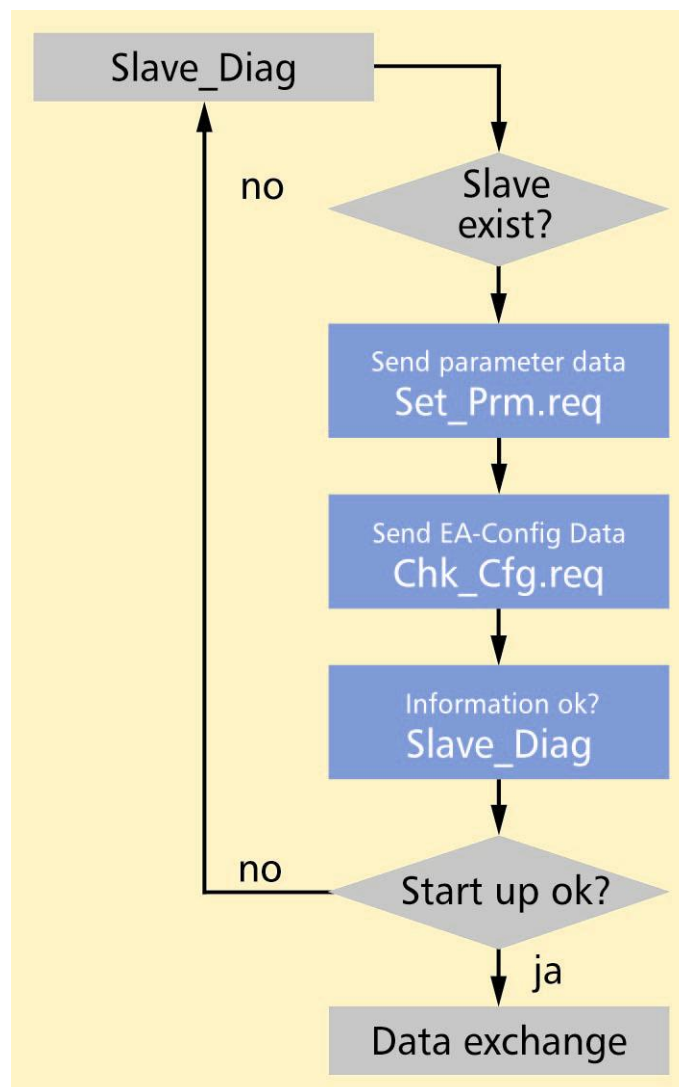 Slave_Diag
no
Slave
exist?
Send parameter data
Set_Prm.req
Send EA-Config Data
Chk_Cfg.req
Information ok?
Slave_Diag
no
Start up ok?
ja
Data exchange